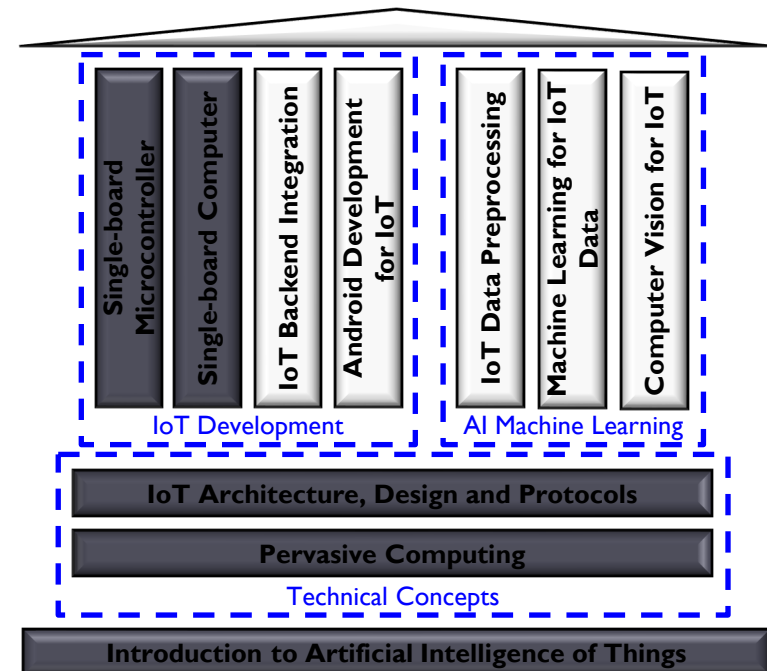 Single-board
Microcontroller
Single-board Computer
IoT Backend Integration
Android Development
for IoT
IoT Data Preprocessing
Machine Learning for IoT
Data
Computer Vision for IoT
IoT Development
AI Machine Learning
IoT Architecture, Design and Protocols
Pervasive Computing
Technical Concepts
Introduction to Artificial Intelligence of Things